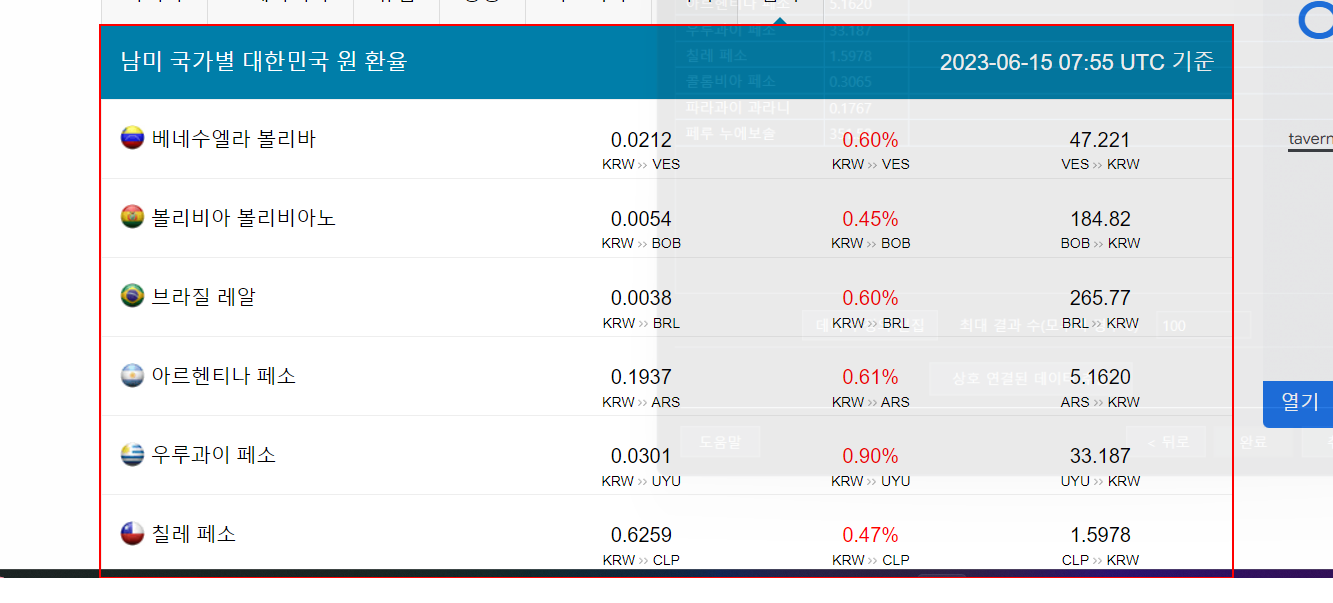 남미 국가별 대한민국 원 환율
2023-06-15 07:55 UTC 기준
베네수엘라 볼리바 0.0212 0.60% 47.221
KRW ›› VES KRW ›› VES VES ›› KRW
볼리비아 볼리비아노 0.0054 0.45% 184.82
KRW ›› BOB KRW ›› BOB BOB ›› KRW
브라질 레알 0.0038 0.60% 265.77
KRW ›› BRL KRW ›› BRL BRL ›› KRW
아르헨티나 페소 0.1937 0.61% 5.1620
KRW ›› ARS KRW ›› ARS ARS ›› KRW
우루과이 페소 0.0301 0.90% 33.187
KRW ›› UYU KRW ›› UYU UYU ›› KRW
칠레 페소 0.6259 0.47% 1.5978
KRW ›› CLP KRW ›› CLP CLP ›› KRW
아르헨티나 페소 5.1620
우루과이 페소 33.187
칠레 페소 1.5978
콜롬비아 페소 0.3065
파라과이 과라니 0.1767
페루 누에보솔
최대 결과 수 100
상호 연결된 데이터
도움말
< 뒤로
완료
tavern
열기